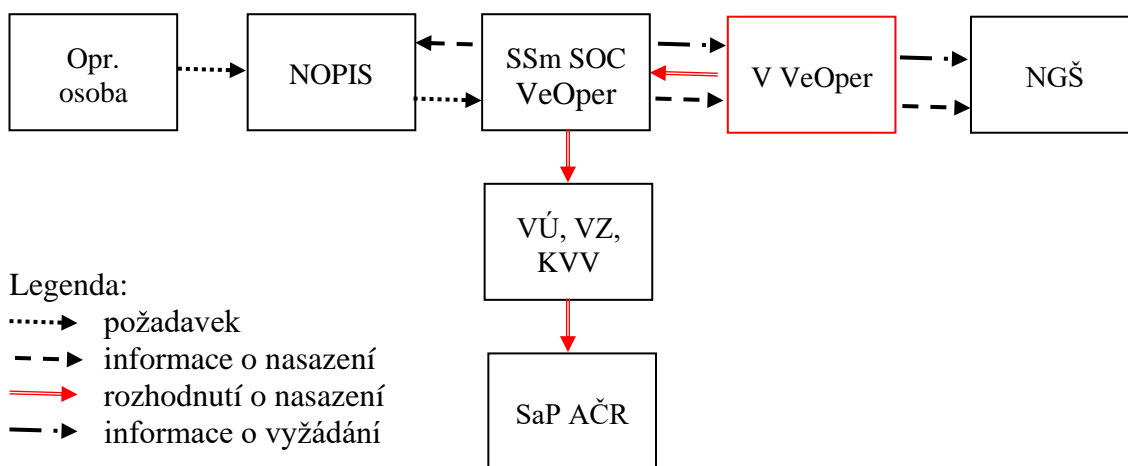 Opr.
osoba
NOPIS
SSm SOC
VeOper
V VeOper
NGŠ
VÚ, VZ,
KVV
SaP AČR
Legenda:
požadavek
informace o nasazení
rozhodnutí o nasazení
informace o vyžádání